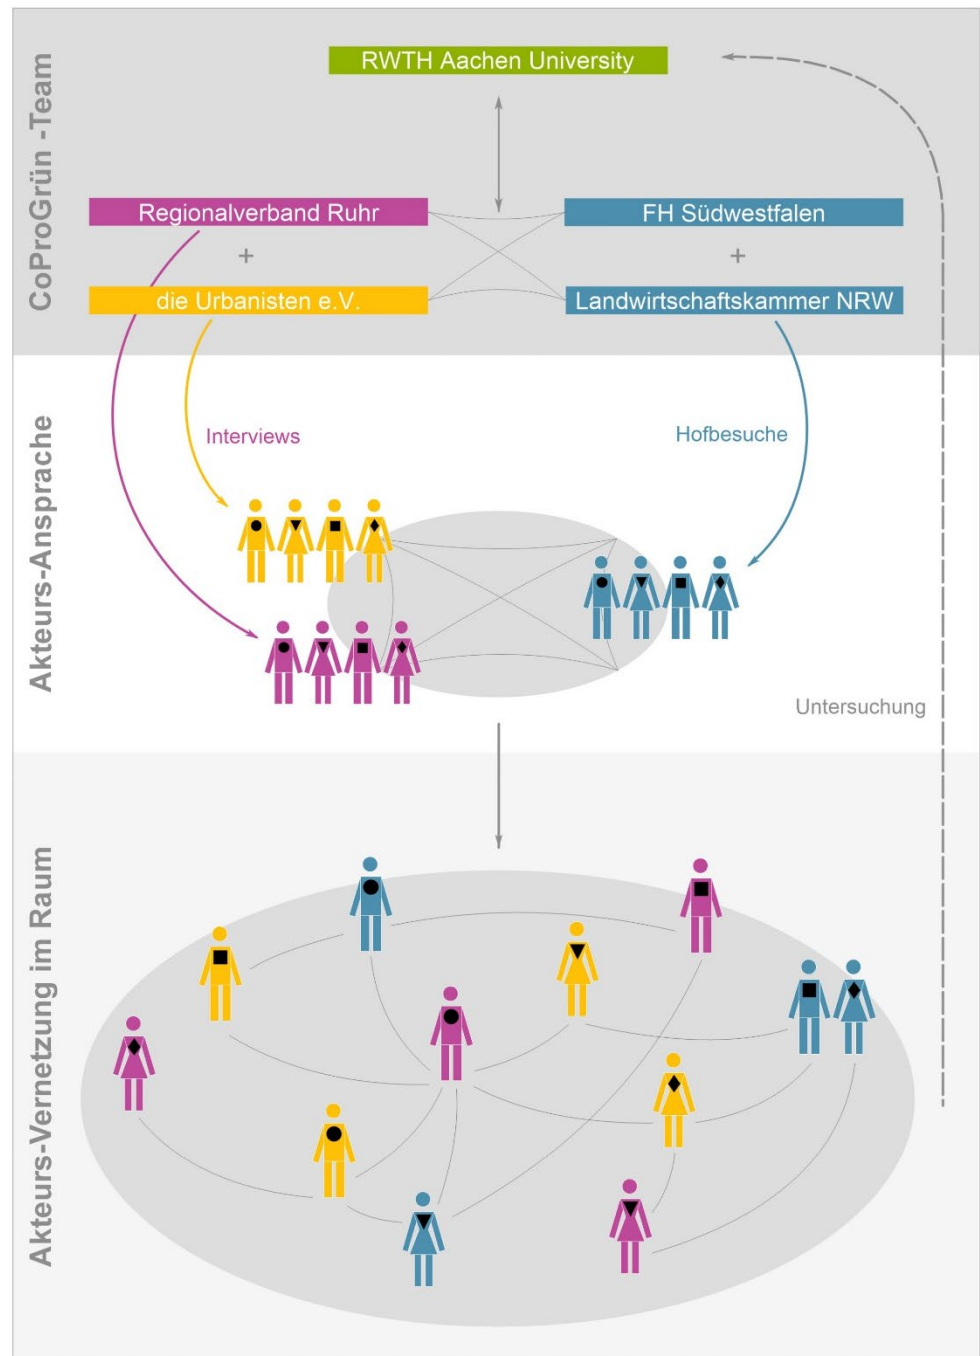 CoProGrün -Team
RWTH Aachen University
Regionalverband Ruhr
FH Südwestfalen
+
+
die Urbanisten e.V.
Landwirtschaftskammer NRW
Akteurs-Ansprache
Interviews
Hofbesuche
Untersuchung
Akteurs-Vernetzung im Raum